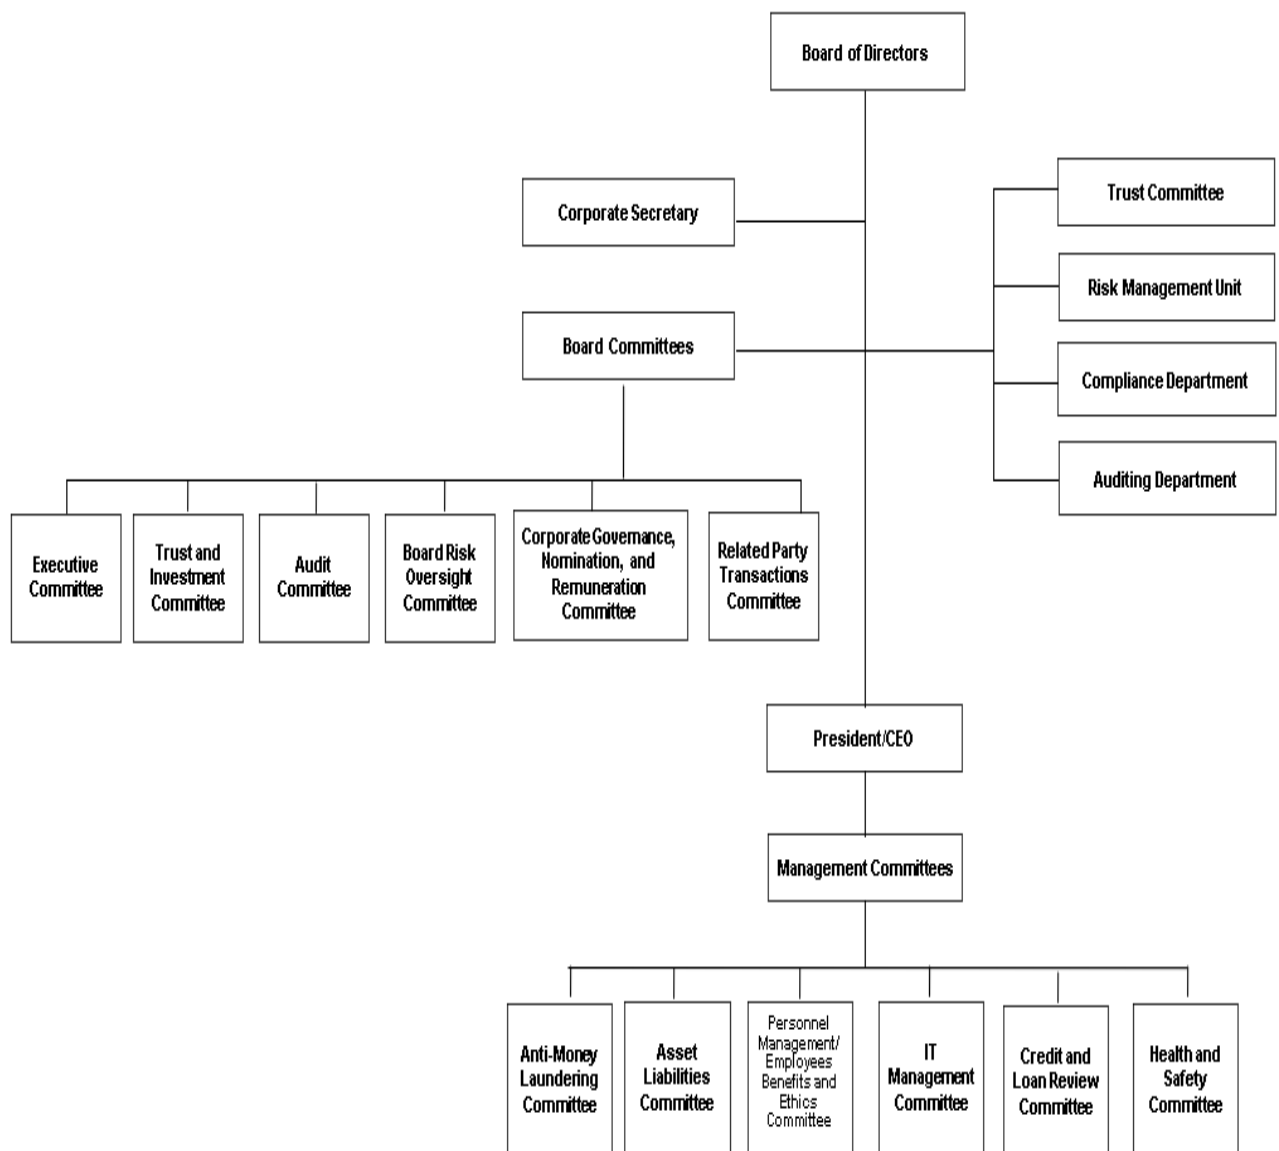 Board of Directors
Corporate Secretary
Trust Committee
Risk Management Unit
Board Committees
Compliance Department
Auditing Department
Executive
Committee
Trust and
Investment
Committee
Audit
Committee
Board Risk
Oversight
Committee
Corporate Governance,
Nomination, and
Remuneration
Committee
Related Party
Transactions
Committee
President/CEO
Management Committees
Anti-Money
Laundering
Committee
Asset
Liabilities
Committee
Personnel
Management/
Employees
Benefits and
Ethics
Committee
IT
Management
Committee
Credit and
Loan Review
Committee
Health and
Safety
Committee